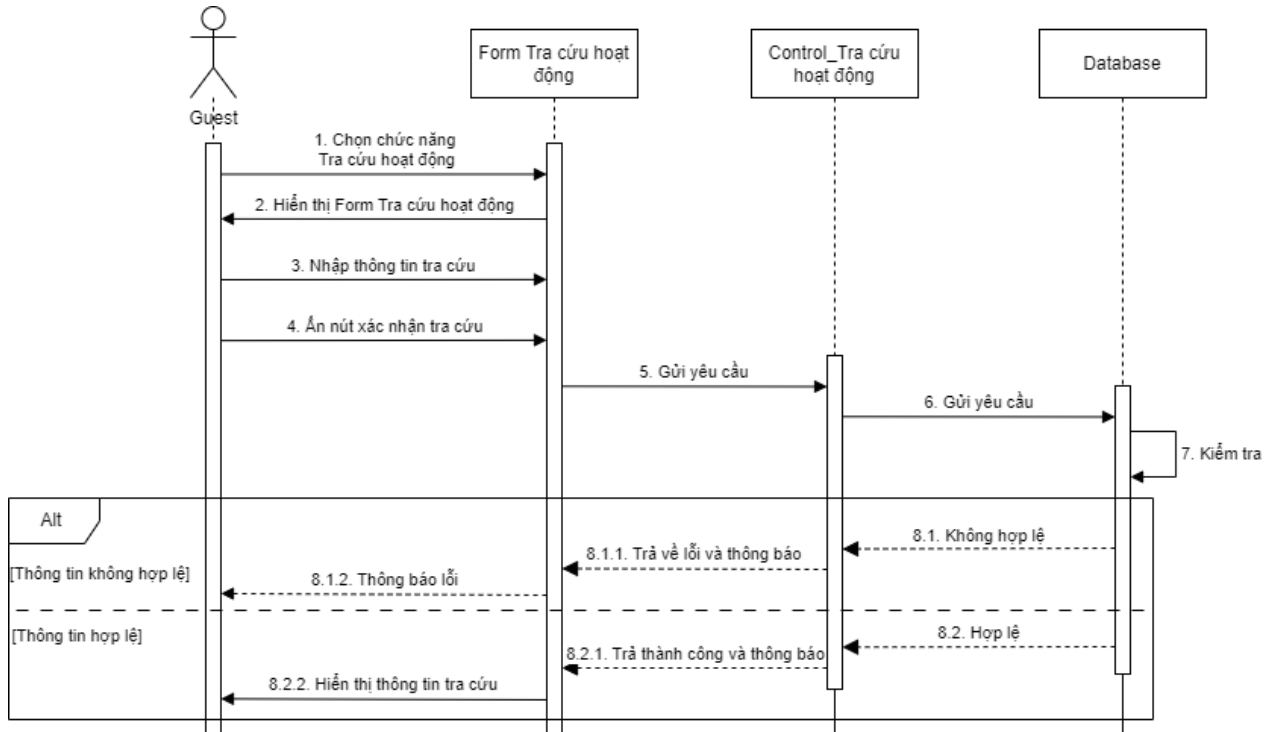 Form Tra cứu hoạt
động
Control_Tra cứu
hoạt động
Database
Guest
1. Chọn chức năng
Tra cứu hoạt động
2. Hiển thị Form Tra cứu hoạt động
3. Nhập thông tin tra cứu
4. Ấn nút xác nhận tra cứu
5. Gửi yêu cầu
6. Gửi yêu cầu
7. Kiểm tra
Alt
8.1. Không hợp lệ
8.1.1. Trả về lỗi và thông báo
[Thông tin không hợp lệ]
8.1.2. Thông báo lỗi
[Thông tin hợp lệ]
8.2. Hợp lệ
8.2.1. Trả thành công và thông báo
8.2.2. Hiển thị thông tin tra cứu